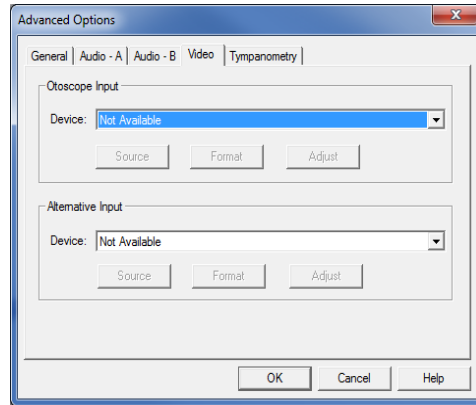 Advanced Options
x
General Audio - A Audio - B Video Tympanometry
Otoscope Input
Device: Not Available
Source Format Adjust
Alternative Input
Device: Not Available
Source Format Adjust
OK Cancel Help